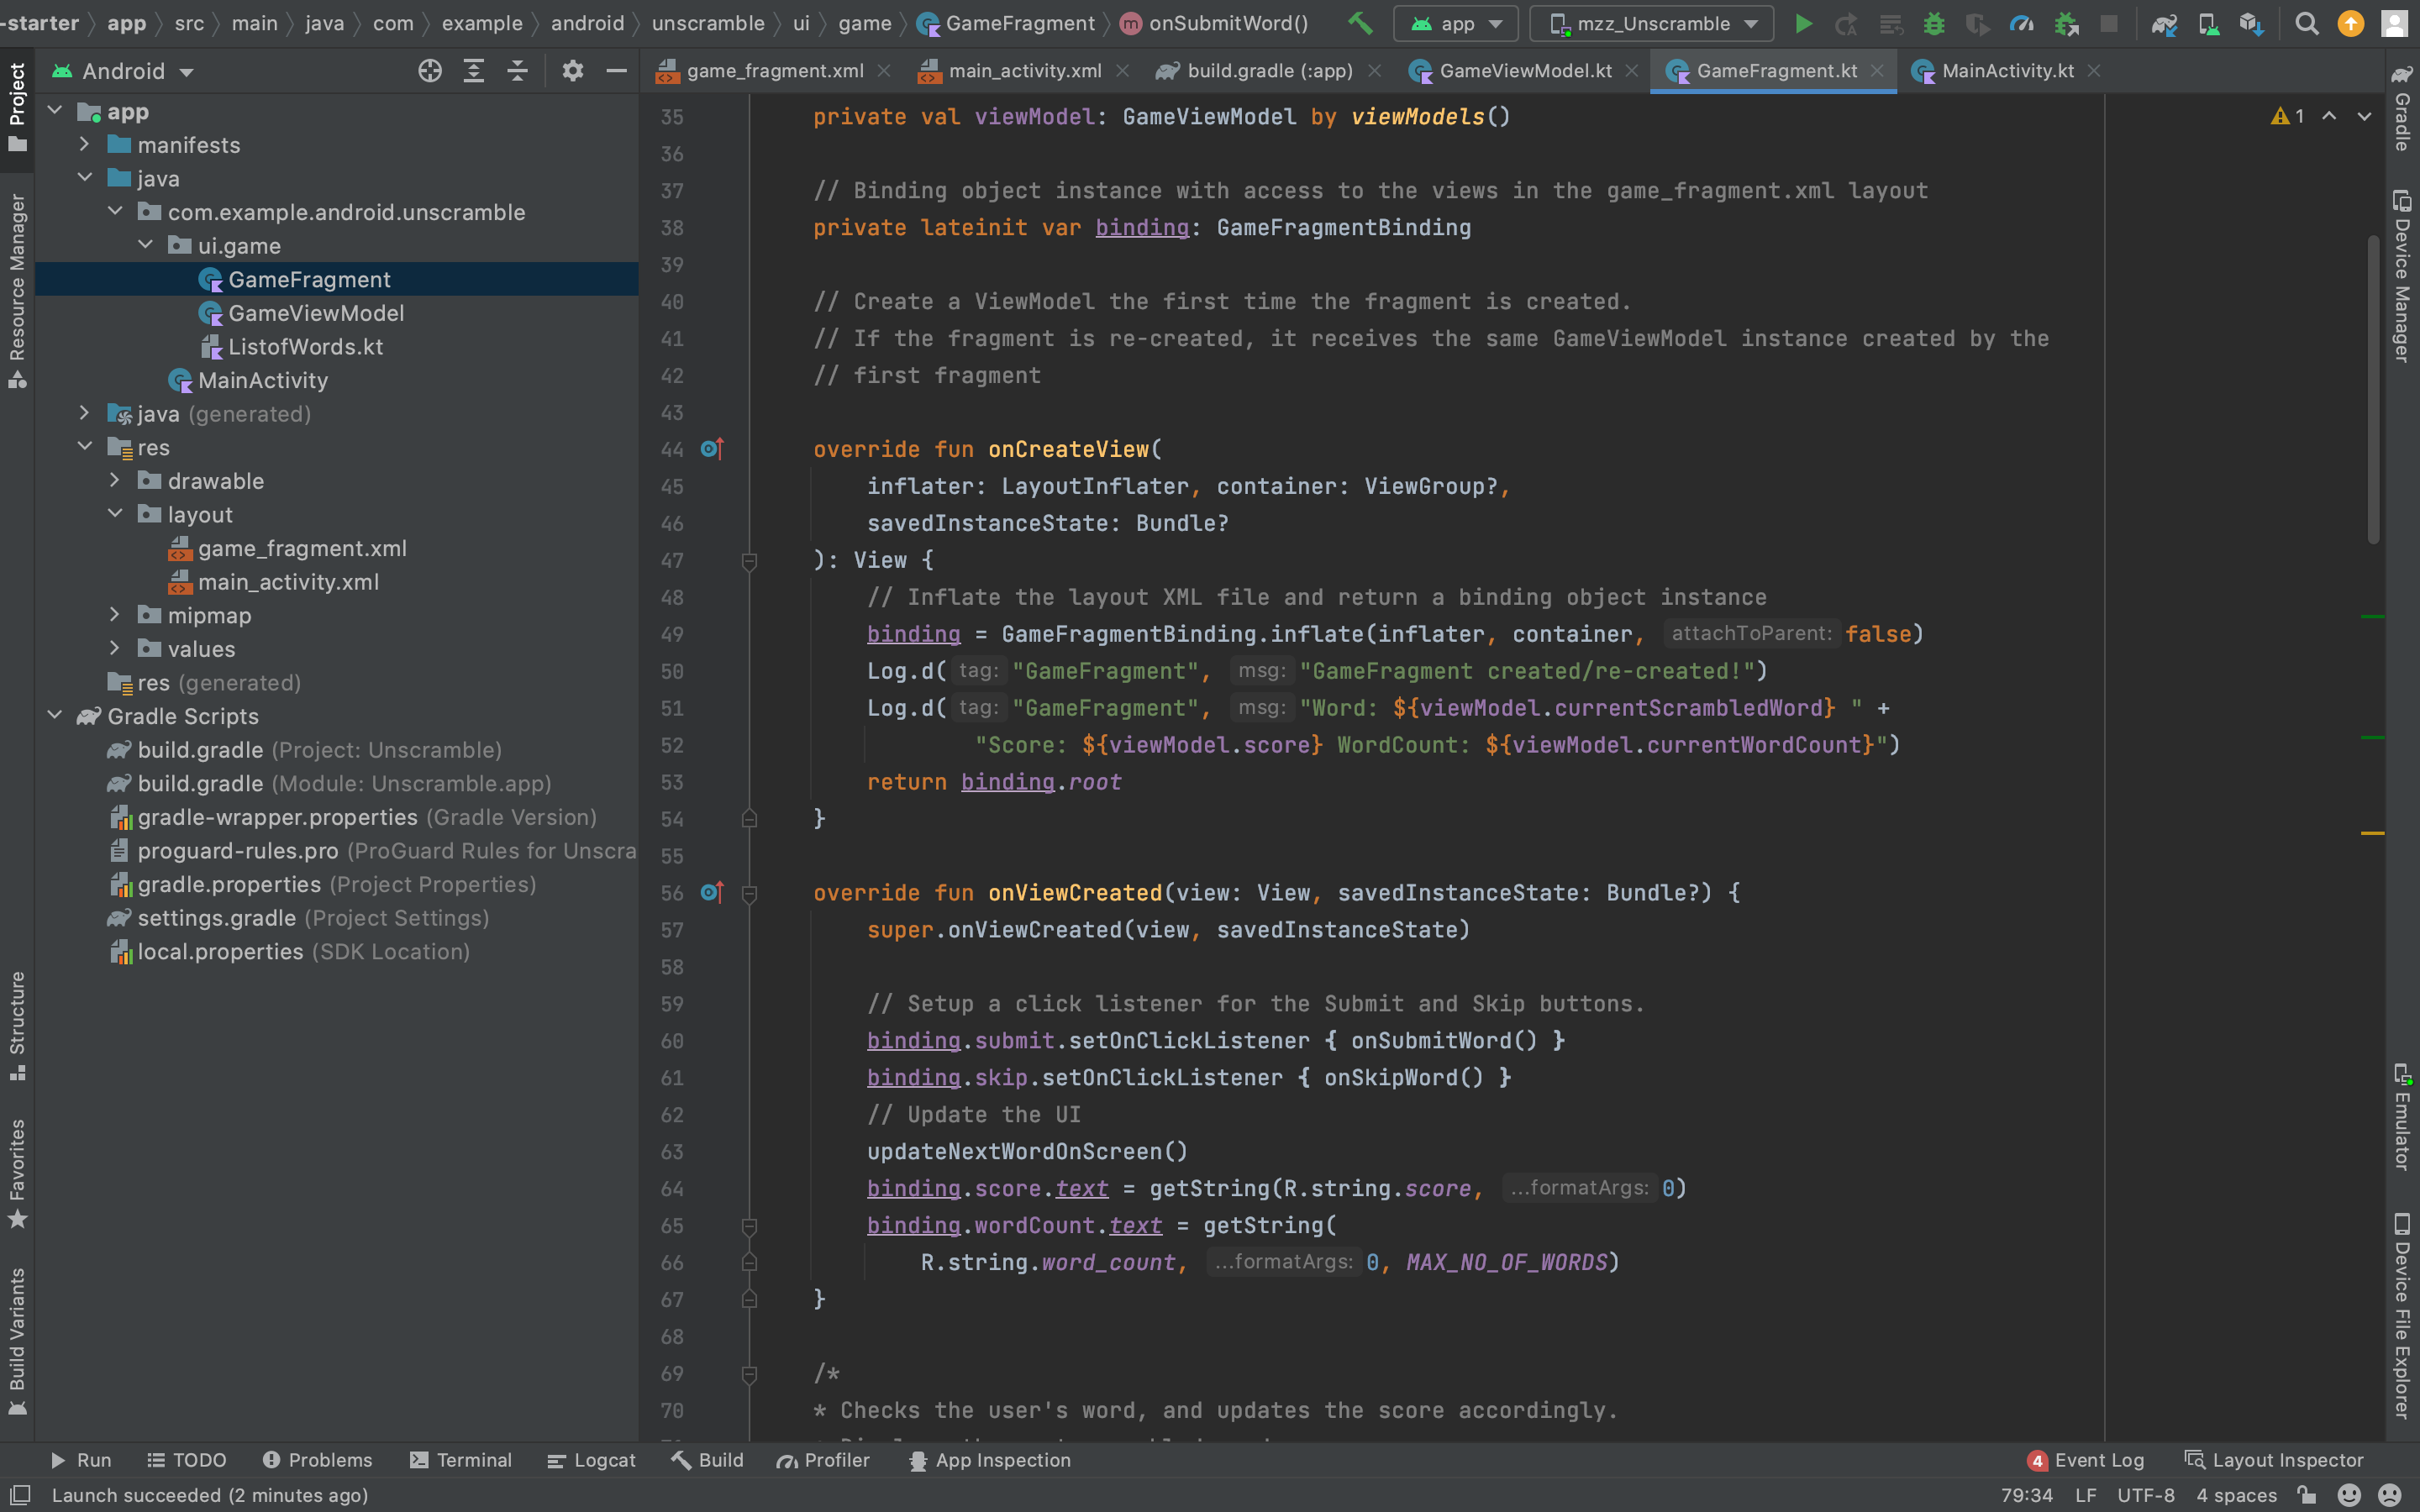 -starter app src main java com example android unscramble ui game GameFragment m onSubmitWord() app mzz_Unscramble
Android
game_fragment.xml main_activity.xml build.gradle (:app) GameViewModel.kt GameFragment.kt MainActivity.kt
Project
Resource Manager
Structure
Favorites
Build Variants
app
manifests
java
com.example.android.unscramble
ui.game
GameFragment
GameViewModel
ListofWords.kt
MainActivity
java (generated)
res
drawable
layout
game_fragment.xml
main_activity.xml
mipmap
values
res (generated)
Gradle Scripts
build.gradle (Project: Unscramble)
build.gradle (Module: Unscramble.app)
gradle-wrapper.properties (Gradle Version)
proguard-rules.pro (ProGuard Rules for Unscra
gradle.properties (Project Properties)
settings.gradle (Project Settings)
local.properties (SDK Location)
1
35 private val viewModel: GameViewModel by viewModels()
36
37 // Binding object instance with access to the views in the game_fragment.xml layout
38 private lateinit var binding: GameFragmentBinding
39
40 // Create a ViewModel the first time the fragment is created.
41 // If the fragment is re-created, it receives the same GameViewModel instance created by the
42 // first fragment
43
44 override fun onCreateView(
45 inflater: LayoutInflater, container: ViewGroup?,
46 savedInstanceState: Bundle?
47 ): View {
48 // Inflate the layout XML file and return a binding object instance
49 binding = GameFragmentBinding.inflate(inflater, container, attachToParent: false)
50 Log.d( tag: "GameFragment", msg: "GameFragment created/re-created!")
51 Log.d( tag: "GameFragment", msg: "Word: ${viewModel.currentScrambledWord} " +
52 "Score: ${viewModel.score} WordCount: ${viewModel.currentWordCount}")
53 return binding.root
54 }
55
56 override fun onViewCreated(view: View, savedInstanceState: Bundle?) {
57 super.onViewCreated(view, savedInstanceState)
58
59 // Setup a click listener for the Submit and Skip buttons.
60 binding.submit.setOnClickListener { onSubmitWord() }
61 binding.skip.setOnClickListener { onSkipWord() }
62 // Update the UI
63 updateNextWordOnScreen()
64 binding.score.text = getString(R.string.score, ...formatArgs: 0)
65 binding.wordCount.text = getString(
66 R.string.word_count, ...formatArgs: 0, MAX_NO_OF_WORDS)
67 }
68
69 /*
70 * Checks the user's word, and updates the score accordingly.
Gradle
Device Manager
Emulator
Device File Explorer
Run TODO Problems Terminal Logcat Build Profiler App Inspection 4 Event Log Layout Inspector
Launch succeeded (2 minutes ago) 79:34 LF UTF-8 4 spaces